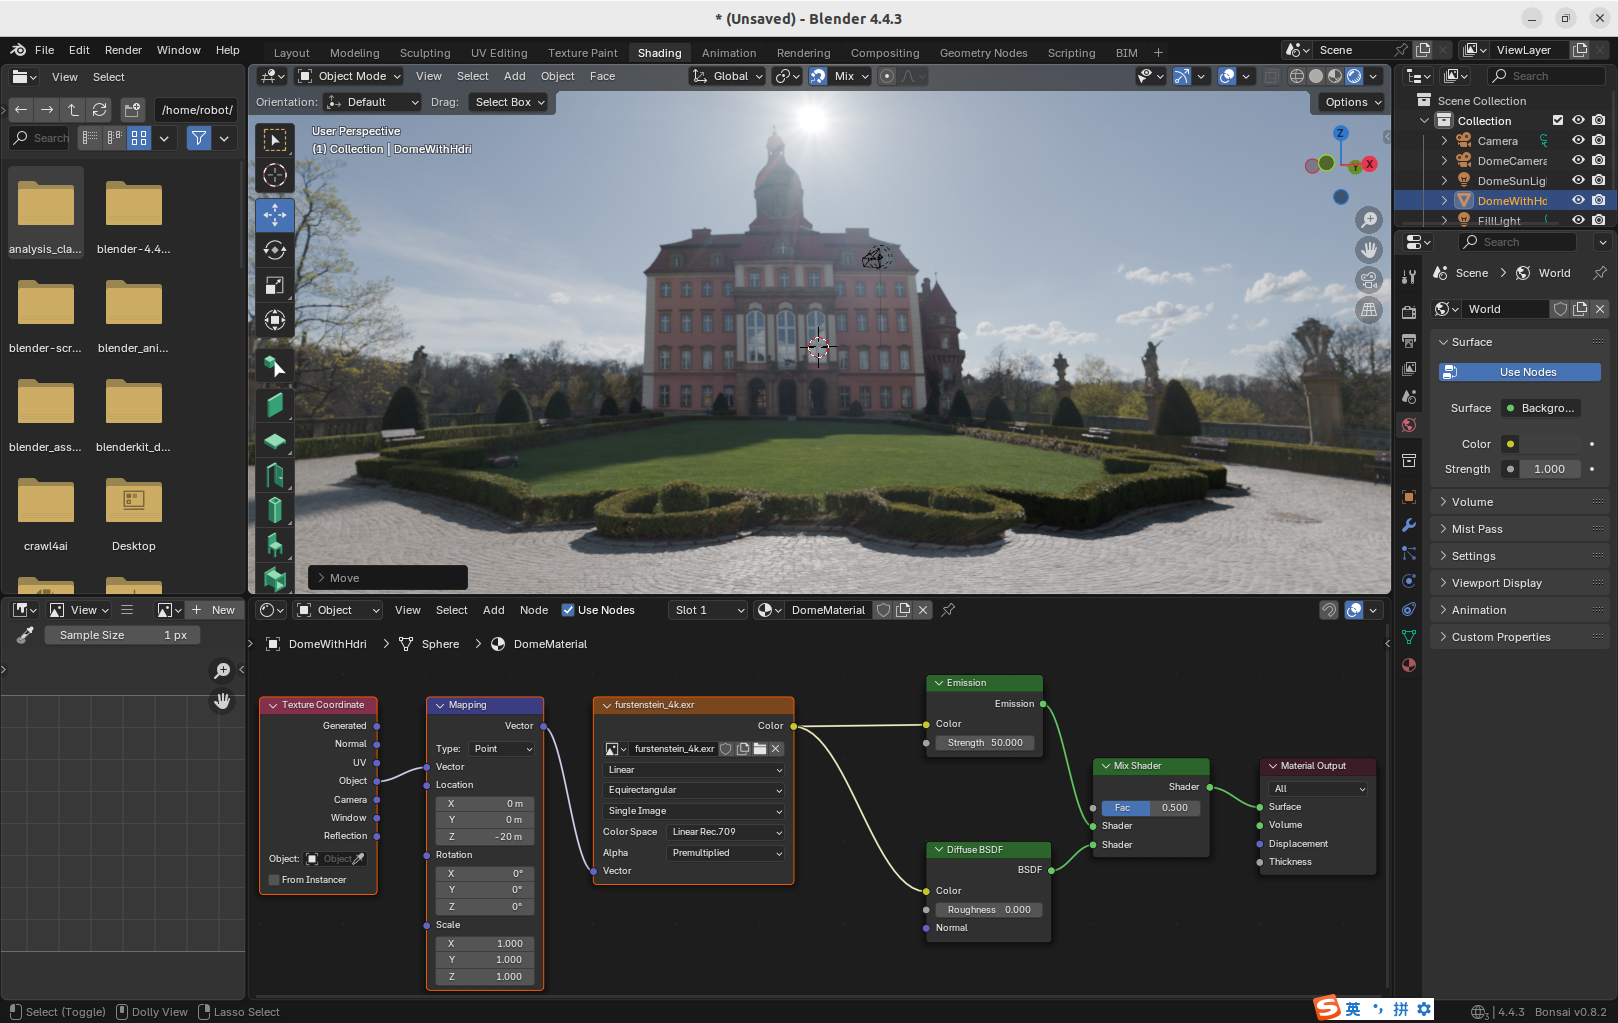 * (Unsaved) - Blender 4.4.3
File Edit Render Window Help
Layout Modeling Sculpting UV Editing Texture Paint Shading Animation Rendering Compositing Geometry Nodes Scripting BIM +
Scene
ViewLayer
View Select
/home/robot/
Search
analysis_cla...
blender-4.4...
blender-scr...
blender_ani...
blender_ass...
blenderkit_d...
crawl4ai
Desktop
Object Mode View Select Add Object Face
Global
Mix
Orientation: Default Drag: Select Box
Options
User Perspective
(1) Collection | DomeWithHdri
Z
Y
X
Move
Search
Scene Collection
Collection
Camera
DomeCamera
DomeSunLig
DomeWithHd
FillLight
Search
Scene > World
World
Surface
Use Nodes
Surface Backgro...
Color
Strength 1.000
Volume
Mist Pass
Settings
Viewport Display
Animation
Custom Properties
View
New
Sample Size 1 px
Object View Select Add Node Use Nodes Slot 1 DomeMaterial
DomeWithHdri > Sphere > DomeMaterial
Texture Coordinate
Generated
Normal
UV
Object
Camera
Window
Reflection
Object: Object
From Instancer
Mapping
Vector
Type: Point
Vector
Location
X 0 m
Y 0 m
Z -20 m
Rotation
X 0°
Y 0°
Z 0°
Scale
X 1.000
Y 1.000
Z 1.000
furstenstein_4k.exr
Color
furstenstein_4k.exr
Linear
Equirectangular
Single Image
Color Space Linear Rec.709
Alpha Premultiplied
Vector
Emission
Emission
Color
Strength 50.000
Diffuse BSDF
BSDF
Color
Roughness 0.000
Normal
Mix Shader
Shader
Fac 0.500
Shader
Shader
Material Output
All
Surface
Volume
Displacement
Thickness
Select (Toggle) Dolly View Lasso Select
S 英 拼
4.4.3 Bonsai v0.8.2